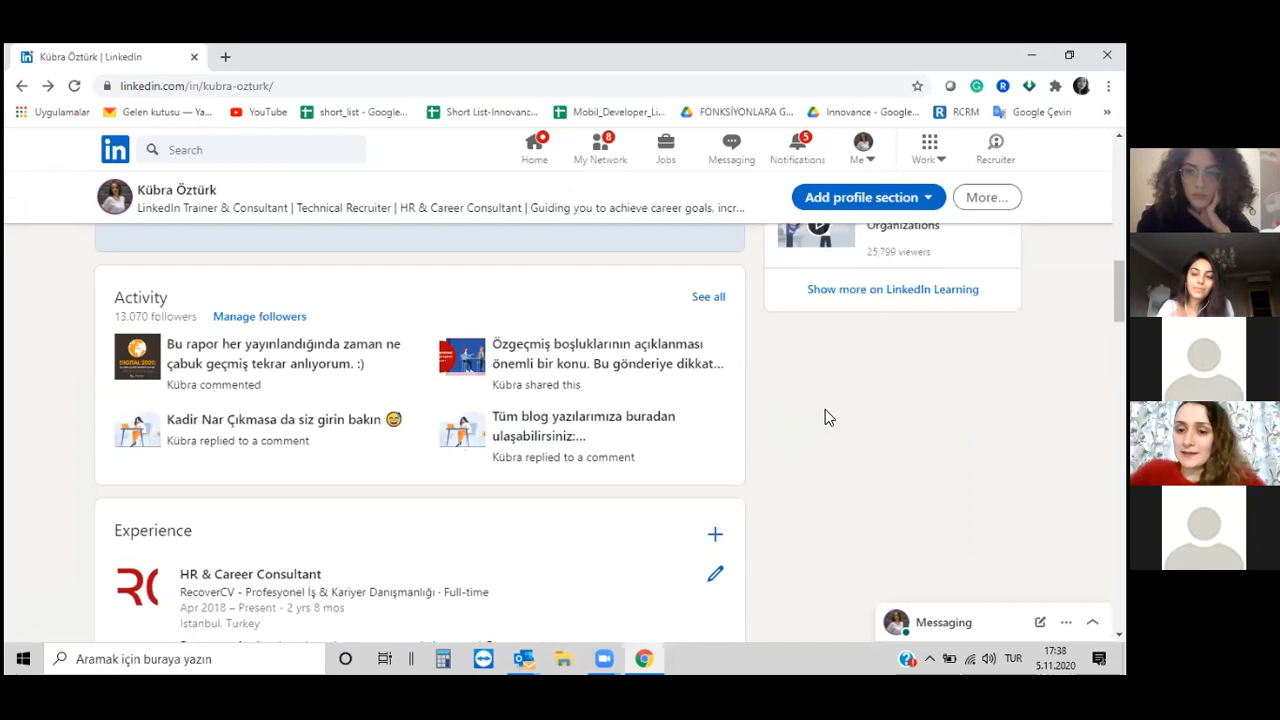 Kübra Öztürk | LinkedIn
linkedin.com/in/kubra-ozturk/
Uygulamalar
Gelen kutusu — Ya...
YouTube
short_list - Google...
Short List-Innovanc...
Mobil_Developer_Li...
FONKSİYONLARA G...
Innovance - Google...
RCRM
Google Çeviri
in
Search
Home
8
My Network
Jobs
Messaging
5
Notifications
Me
Work
Recruiter
Kübra Öztürk
LinkedIn Trainer & Consultant | Technical Recruiter | HR & Career Consultant | Guiding you to achieve career goals, incr...
Add profile section
More...
Organizations
25,799 viewers
Show more on LinkedIn Learning
Activity
See all
13.070 followers
Manage followers
Bu rapor her yayınlandığında zaman ne
çabuk geçmiş tekrar anlıyorum. :)
Kübra commented
Özgeçmiş boşluklarının açıklanması
önemli bir konu. Bu gönderiye dikkat...
Kübra shared this
Kadir Nar Çıkmasa da siz girin bakın 😅
Kübra replied to a comment
Tüm blog yazılarımıza buradan
ulaşabilirsiniz:...
Kübra replied to a comment
Experience
HR & Career Consultant
RecoverCV - Profesyonel İş & Kariyer Danışmanlığı · Full-time
Apr 2018 – Present · 2 yrs 8 mos
Istanbul, Turkey
Messaging
Aramak için buraya yazın
TUR
17:38
5.11.2020